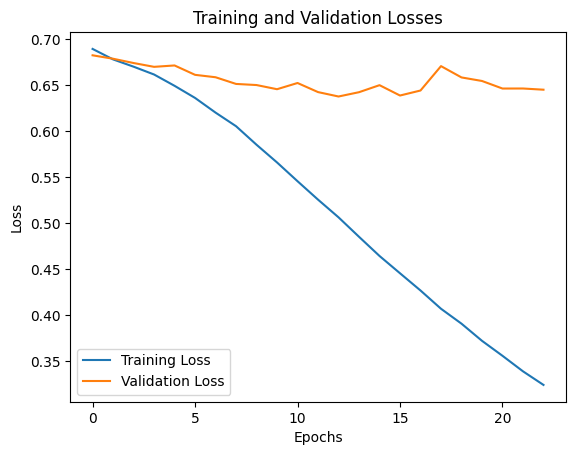 Training and Validation Losses
0.70
0.65
0.60
0.55
0.50
0.45
0.40
0.35
Loss
Training Loss
Validation Loss
0 5 10 15 20
Epochs